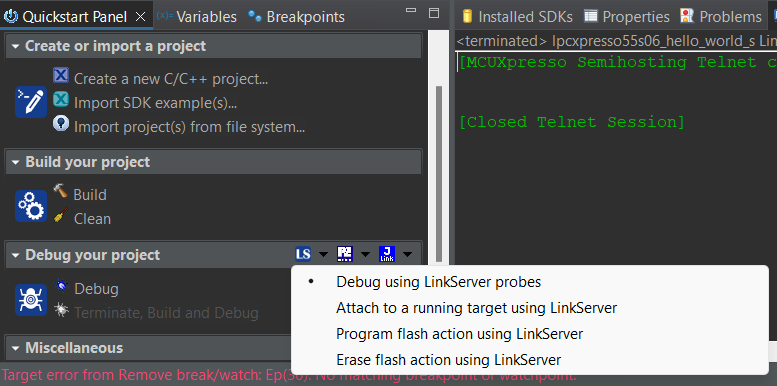 Quickstart Panel
(x)= Variables
Breakpoints
Create or import a project
Create a new C/C++ project...
Import SDK example(s)...
Import project(s) from file system...
Build your project
Build
Clean
Debug your project
LS
PE
J
Link
Debug
Terminate, Build and Debug
Miscellaneous
Debug using LinkServer probes
Attach to a running target using LinkServer
Program flash action using LinkServer
Erase flash action using LinkServer
Target error from Remove break/watch: Ep(36). No matching breakpoint or watchpoint.
Installed SDKs
Properties
Problems
<terminated> lpcxpresso55s06_hello_world_s Lin
[MCUXpresso Semihosting Telnet c
[Closed Telnet Session]